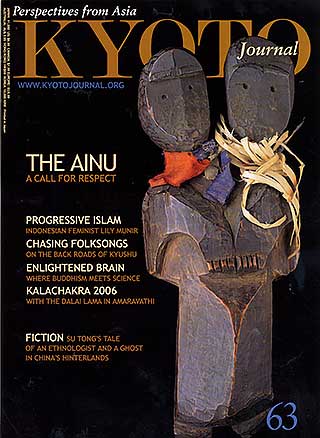 Perspectives from Asia
KYOTO
Journal
WWW.KYOTOJOURNAL.ORG
THE AINU
A CALL FOR RESPECT
PROGRESSIVE ISLAM
INDONESIAN FEMINIST LILY MUNIR
CHASING FOLKSONGS
ON THE BACK ROADS OF KYUSHU
ENLIGHTENED BRAIN
WHERE BUDDHISM MEETS SCIENCE
KALACHAKRA 2006
WITH THE DALAI LAMA IN AMARAVATHI
FICTION SU TONG'S TALE
OF AN ETHNOLOGIST AND A GHOST
IN CHINA'S HINTERLANDS
63